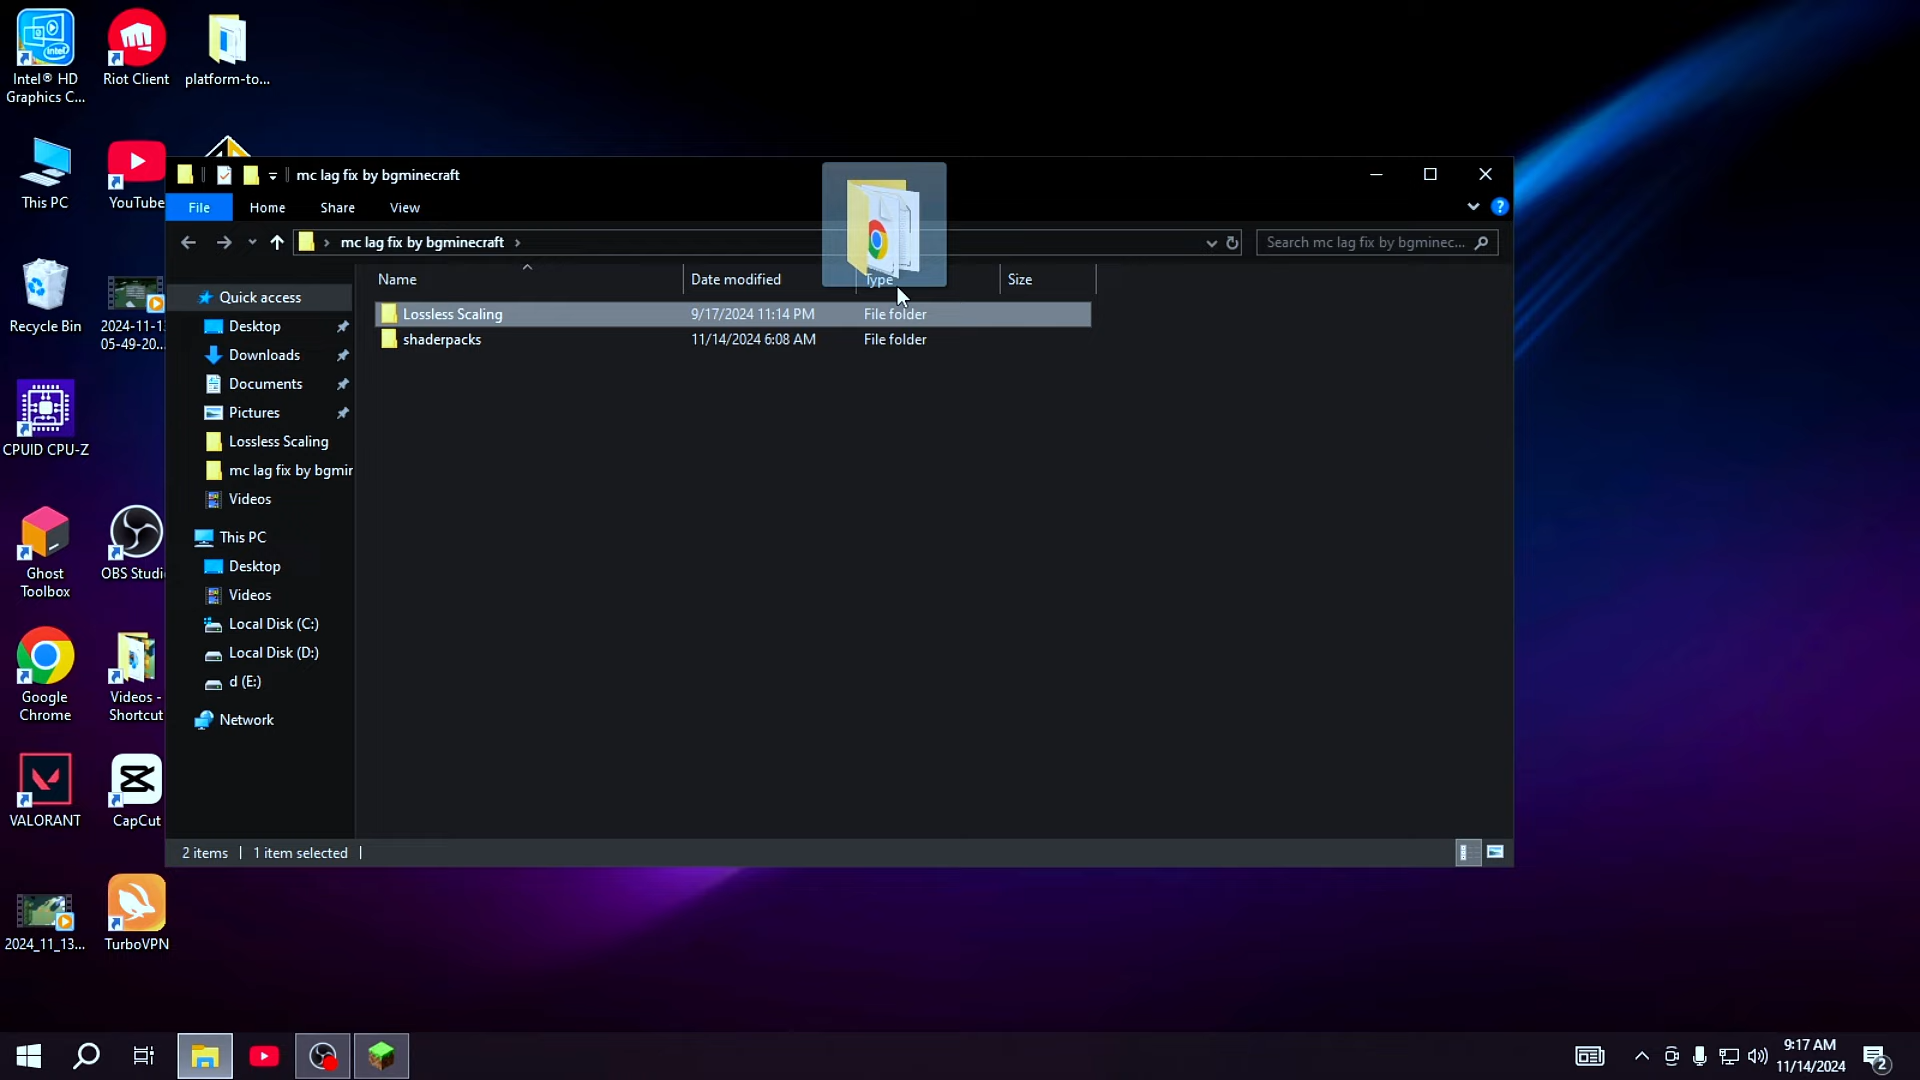 Intel® HD
Graphics C...
Riot Client
platform-to...
This PC
YouTube
Recycle Bin
2024-11-1
05-49-20...
CPUID CPU-Z
Ghost
Toolbox
OBS Studi
Google
Chrome
Videos -
Shortcut
VALORANT
CapCut
2024_11_13...
TurboVPN
mc lag fix by bgminecraft
File
Home
Share
View
mc lag fix by bgminecraft
Search mc lag fix by bgminec...
Name
Date modified
Type
Size
Lossless Scaling
9/17/2024 11:14 PM
File folder
shaderpacks
11/14/2024 6:08 AM
File folder
Quick access
Desktop
Downloads
Documents
Pictures
Lossless Scaling
mc lag fix by bgmir
Videos
This PC
Desktop
Videos
Local Disk (C:)
Local Disk (D:)
d (E:)
Network
2 items
1 item selected
9:17 AM
11/14/2024
2